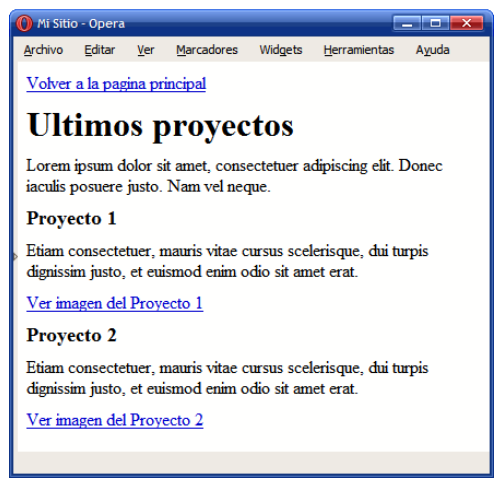 Mi Sitio - Opera
Archivo Editar Ver Marcadores Widgets Herramientas Ayuda
Volver a la pagina principal
Ultimos proyectos
Lorem ipsum dolor sit amet, consectetuer adipiscing elit. Donec
iaculis posuere justo. Nam vel neque.
Proyecto 1
Etiam consectetuer, mauris vitae cursus scelerisque, dui turpis
dignissim justo, et euismod enim odio sit amet erat.
Ver imagen del Proyecto 1
Proyecto 2
Etiam consectetuer, mauris vitae cursus scelerisque, dui turpis
dignissim justo, et euismod enim odio sit amet erat.
Ver imagen del Proyecto 2